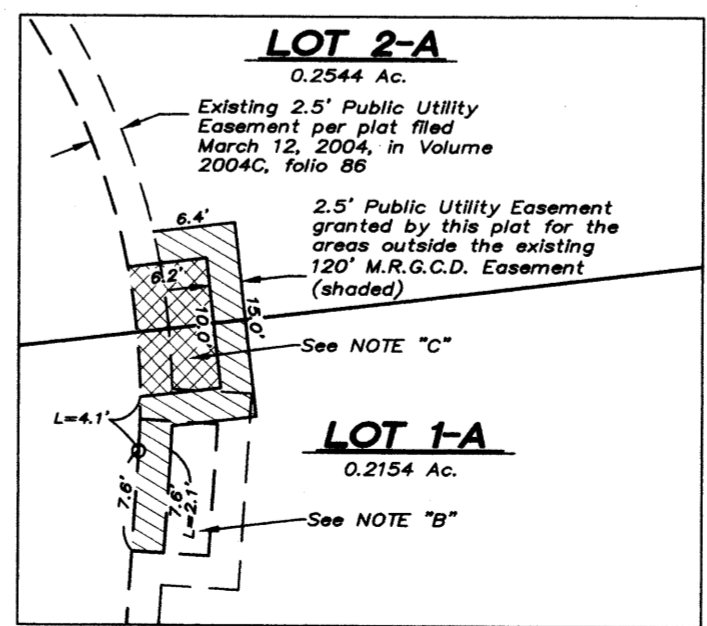 LOT 2-A
0.2544 Ac.
Existing 2.5' Public Utility
Easement per plat filed
March 12, 2004, in Volume
2004C, folio 86
6.4'
2.5' Public Utility Easement
granted by this plat for the
areas outside the existing
120' M.R.G.C.D. Easement
(shaded)
6.2'
10.0'
15.0'
See NOTE "C"
L=4.1'
LOT 1-A
0.2154 Ac.
7.6'
7.6'
L=2.1'
See NOTE "B"